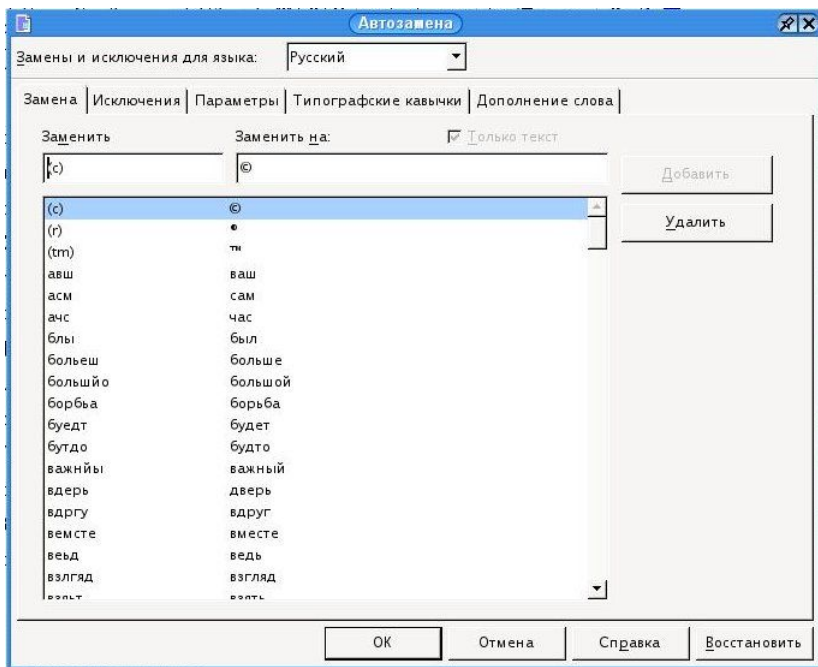 Автозамена
Замены и исключения для языка: Русский
Замена Исключения Параметры Типографские кавычки Дополнение слова
Заменить Заменить на: Только текст
(c) © Добавить
(c) © Удалить
(r) ®
(tm) ™
авш ваш
асм сам
ачс час
блы был
больеш больше
большйо большой
борбьа борьба
буедт будет
бутдо будто
важнйы важный
вдерь дверь
вдргу вдруг
вемсте вместе
веьд ведь
взлгяд взгляд
OK Отмена Справка Восстановить